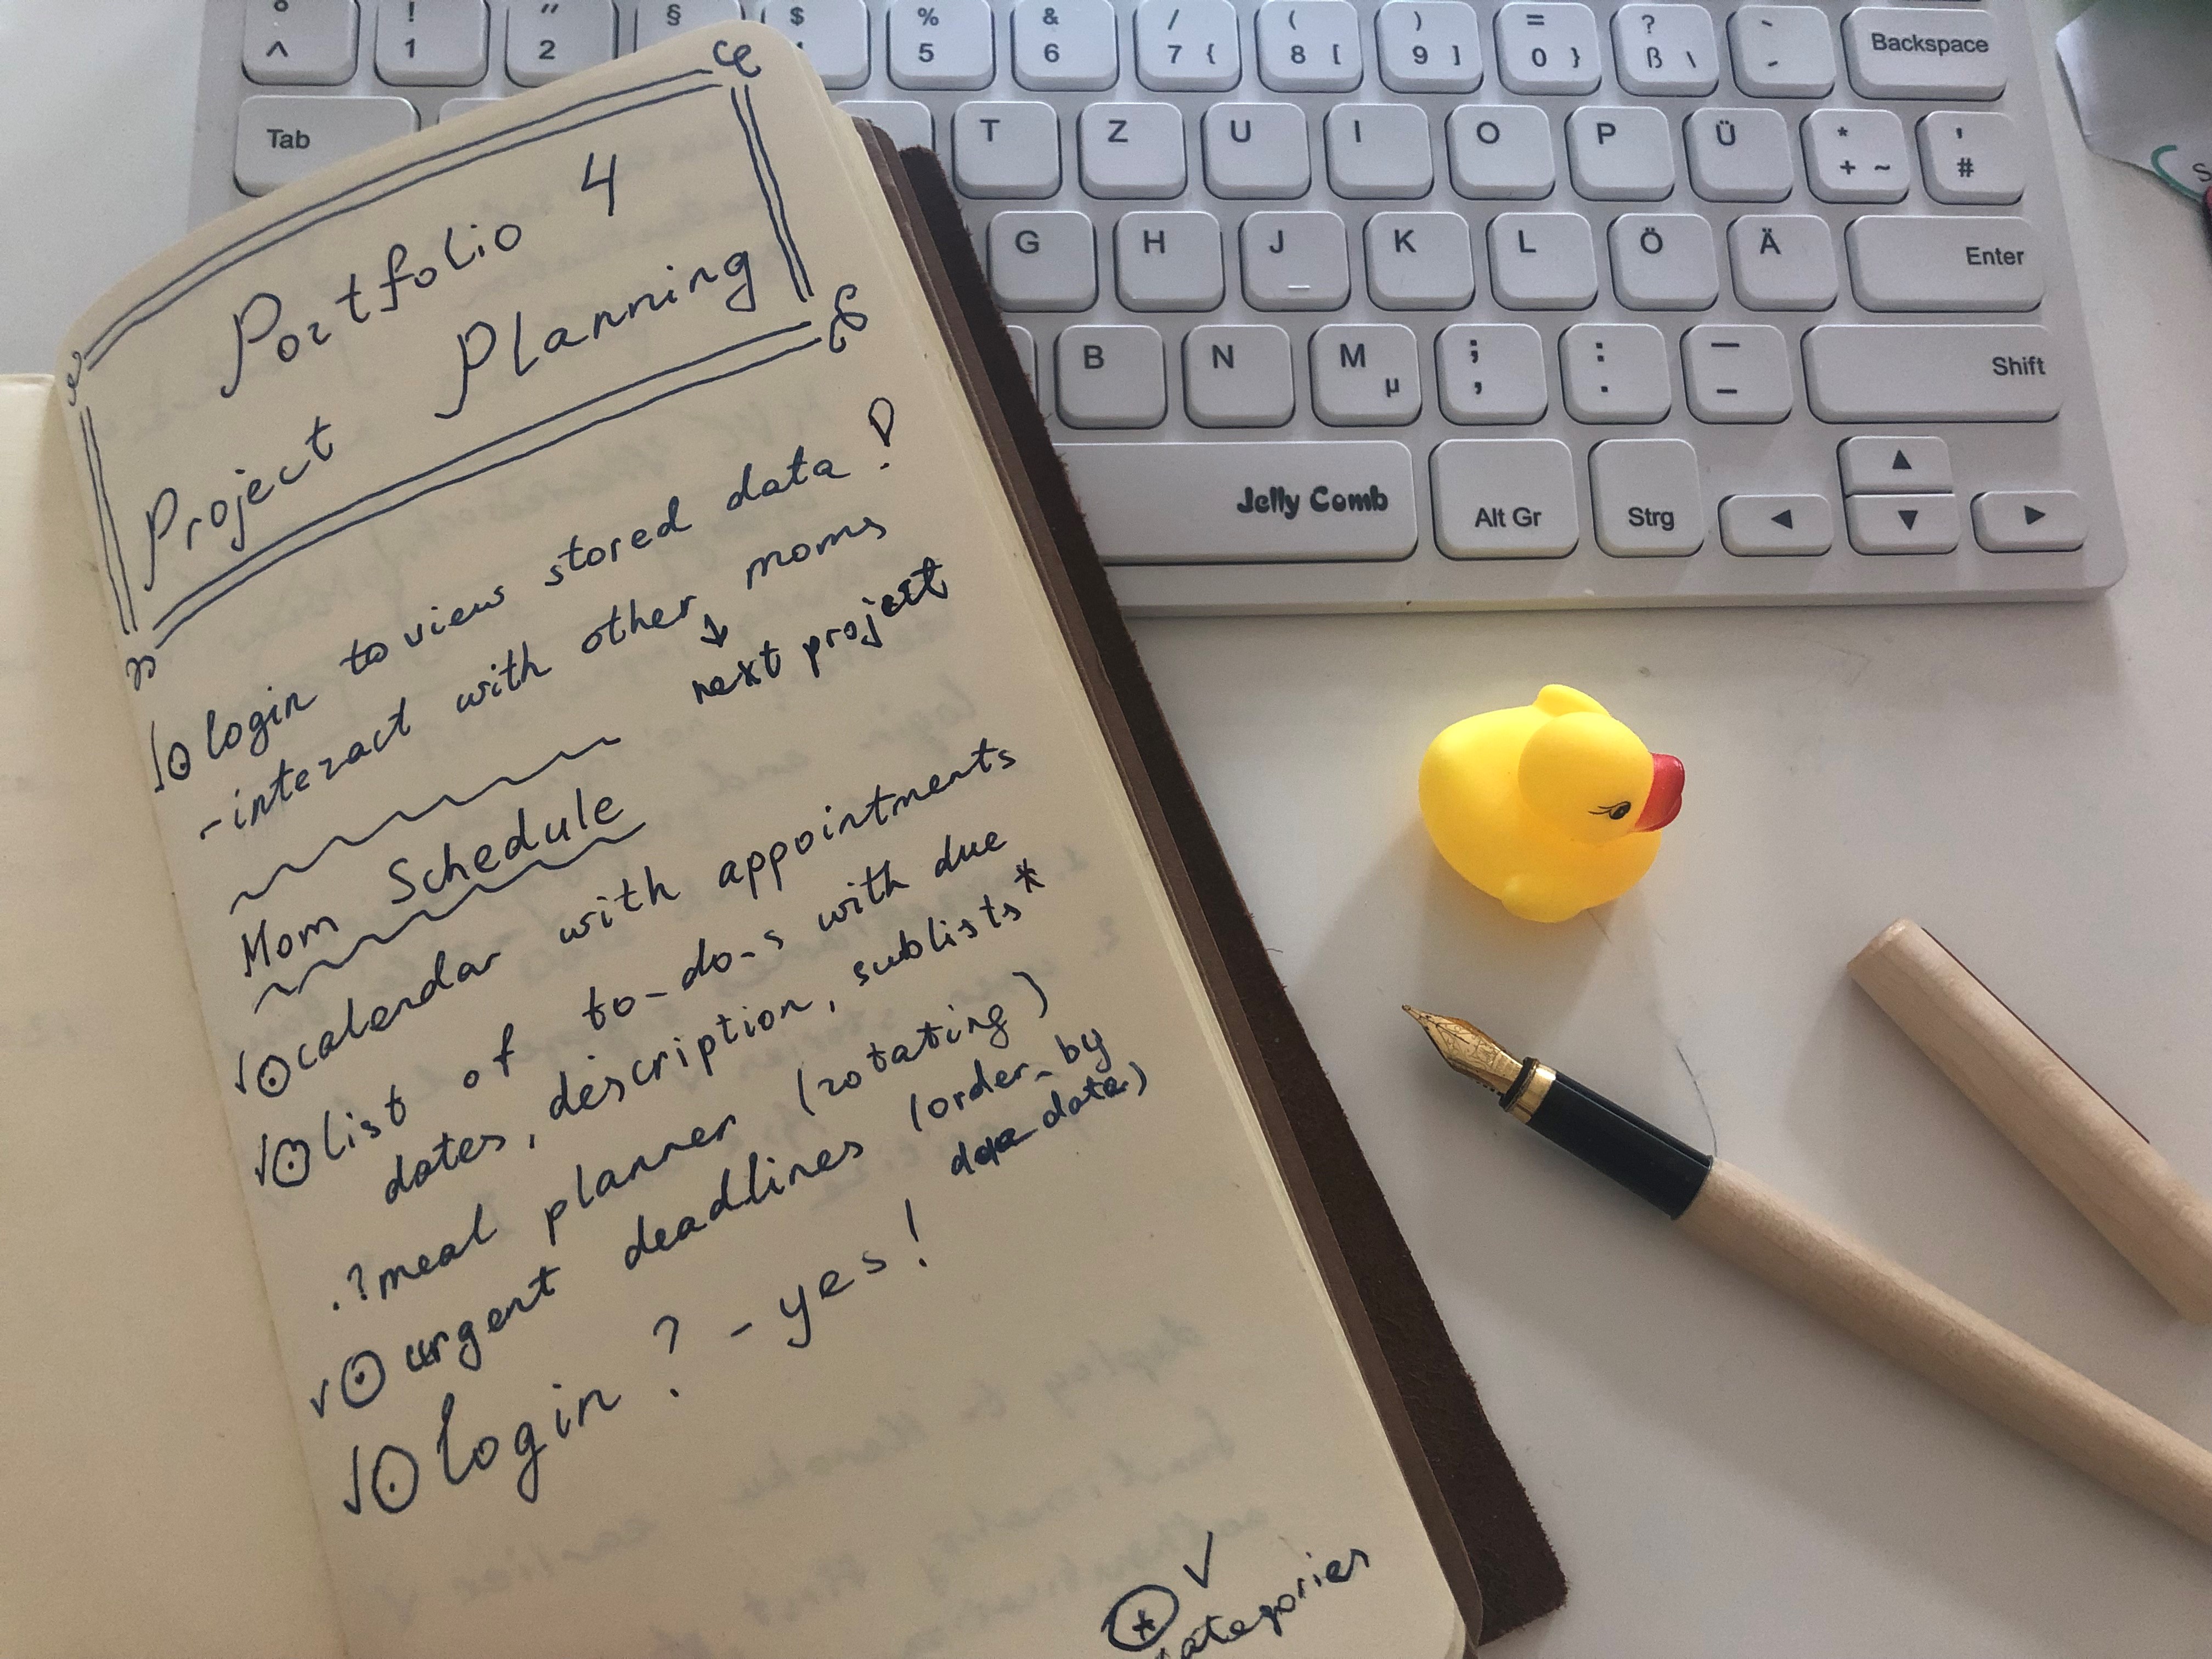 ° ! " § $ % & / ( ) = ? `
^ 1 2 5 6 7 { 8 [ 9 ] 0 } ß \ ´ Backspace
Tab T Z U I O P Ü * + ~ ' #
G H J _ K L Ö Ä Enter
B N M µ ; , : . — – Shift
Jelly Comb Alt Gr Strg ◄ ▲ ▼ ►
Portfolio 4
Project Planning
✓⊙ login to view stored data !
- interact with other moms
↓
next project
Mom Schedule
✓⊙ calendar with appointments
✓⊙ list of to-do-s with due
dates, description, sublists*
.? meal planner (rotating)
✓⊙ urgent deadlines (order_by
due date)
✓⊙ login ? - yes!
* ✓
categories